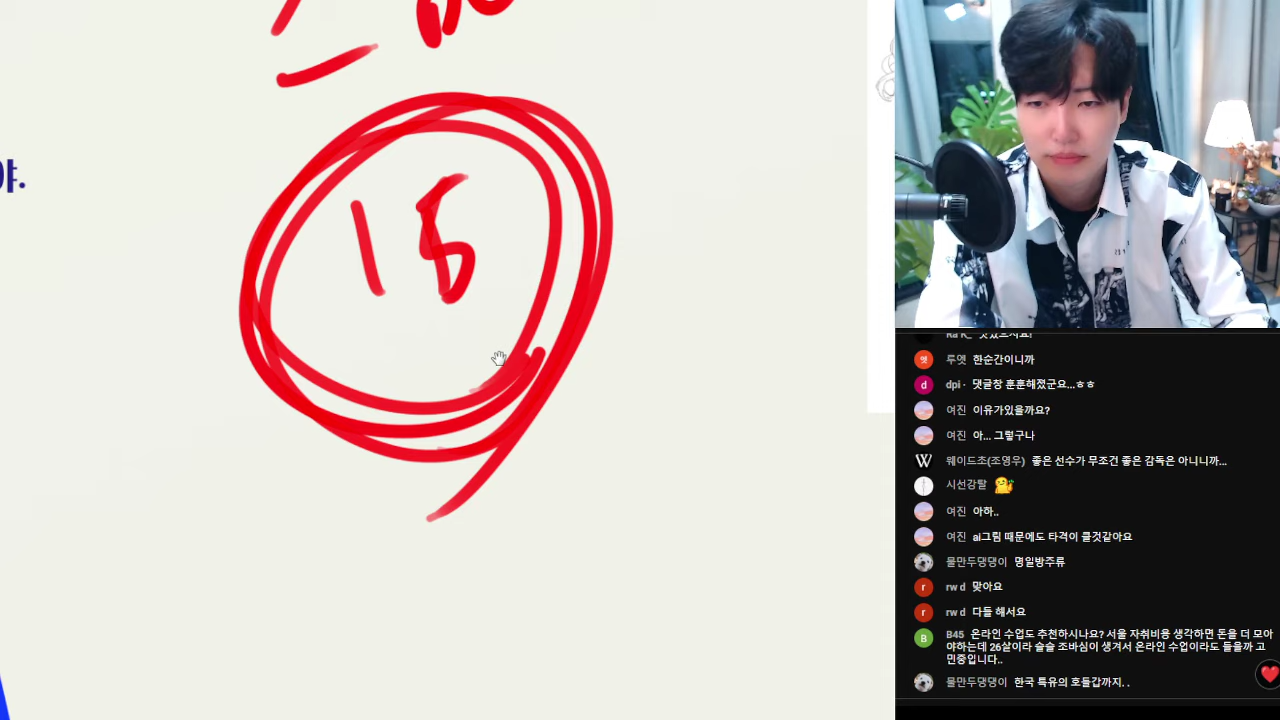 야.
15
루엣 한순간이니까
dpi· 댓글창 훈훈해졌군요...ㅎㅎ
여진 이유가있을까요?
여진 아... 그렇구나
W 웨이드초(조영우) 좋은 선수가 무조건 좋은 감독은 아니니까...
시선강탈
여진 아하..
여진 ai그림 때문에도 타격이 클것같아요
물만두댕댕이 명일방주류
r rw d 맞아요
r rw d 다들 해서요
B B45 온라인 수업도 추천하시나요? 서울 자취비용 생각하면 돈을 더 모아
야하는데 26살이라 슬슬 조바심이 생겨서 온라인 수업이라도 들을까 고
민중입니다..
물만두댕댕이 한국 특유의 호들갑까지. .